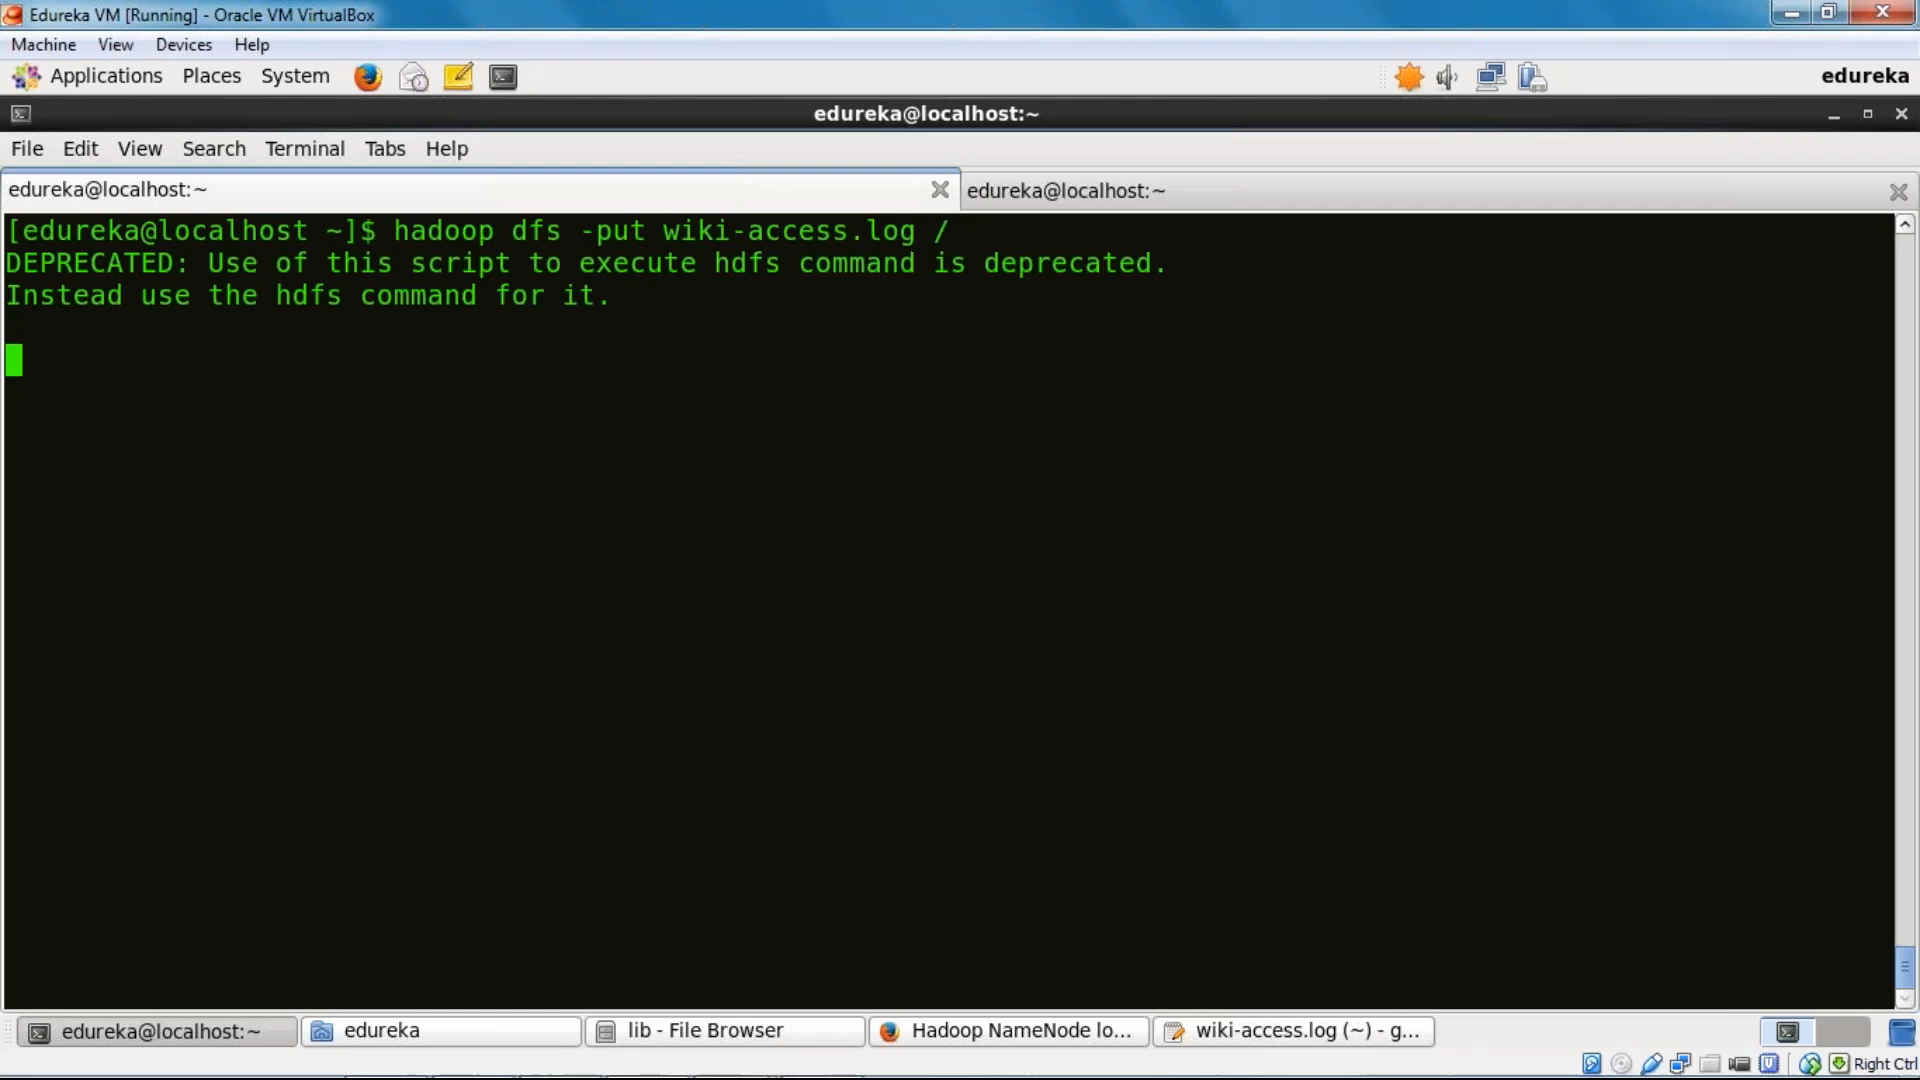 Edureka VM [Running] - Oracle VM VirtualBox
Machine View Devices Help
Applications Places System edureka
edureka@localhost:~
File Edit View Search Terminal Tabs Help
edureka@localhost:~ edureka@localhost:~
[edureka@localhost ~]$ hadoop dfs -put wiki-access.log /
DEPRECATED: Use of this script to execute hdfs command is deprecated.
Instead use the hdfs command for it.
edureka@localhost:~ edureka lib - File Browser Hadoop NameNode lo... wiki-access.log (~) - g...
Right Ctrl